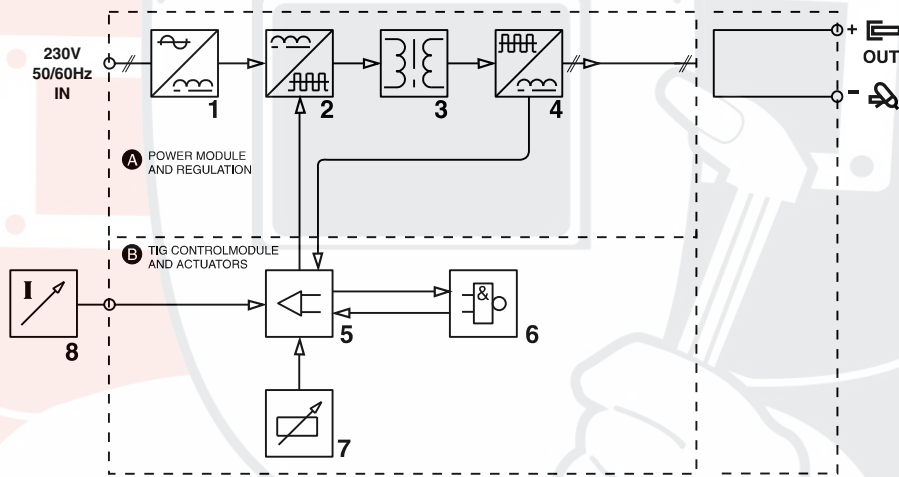 230V
50/60Hz
IN
1
2
3
4
+
OUT
-
A POWER MODULE
AND REGULATION
B TIG CONTROLMODULE
AND ACTUATORS
I
8
5
&
6
7